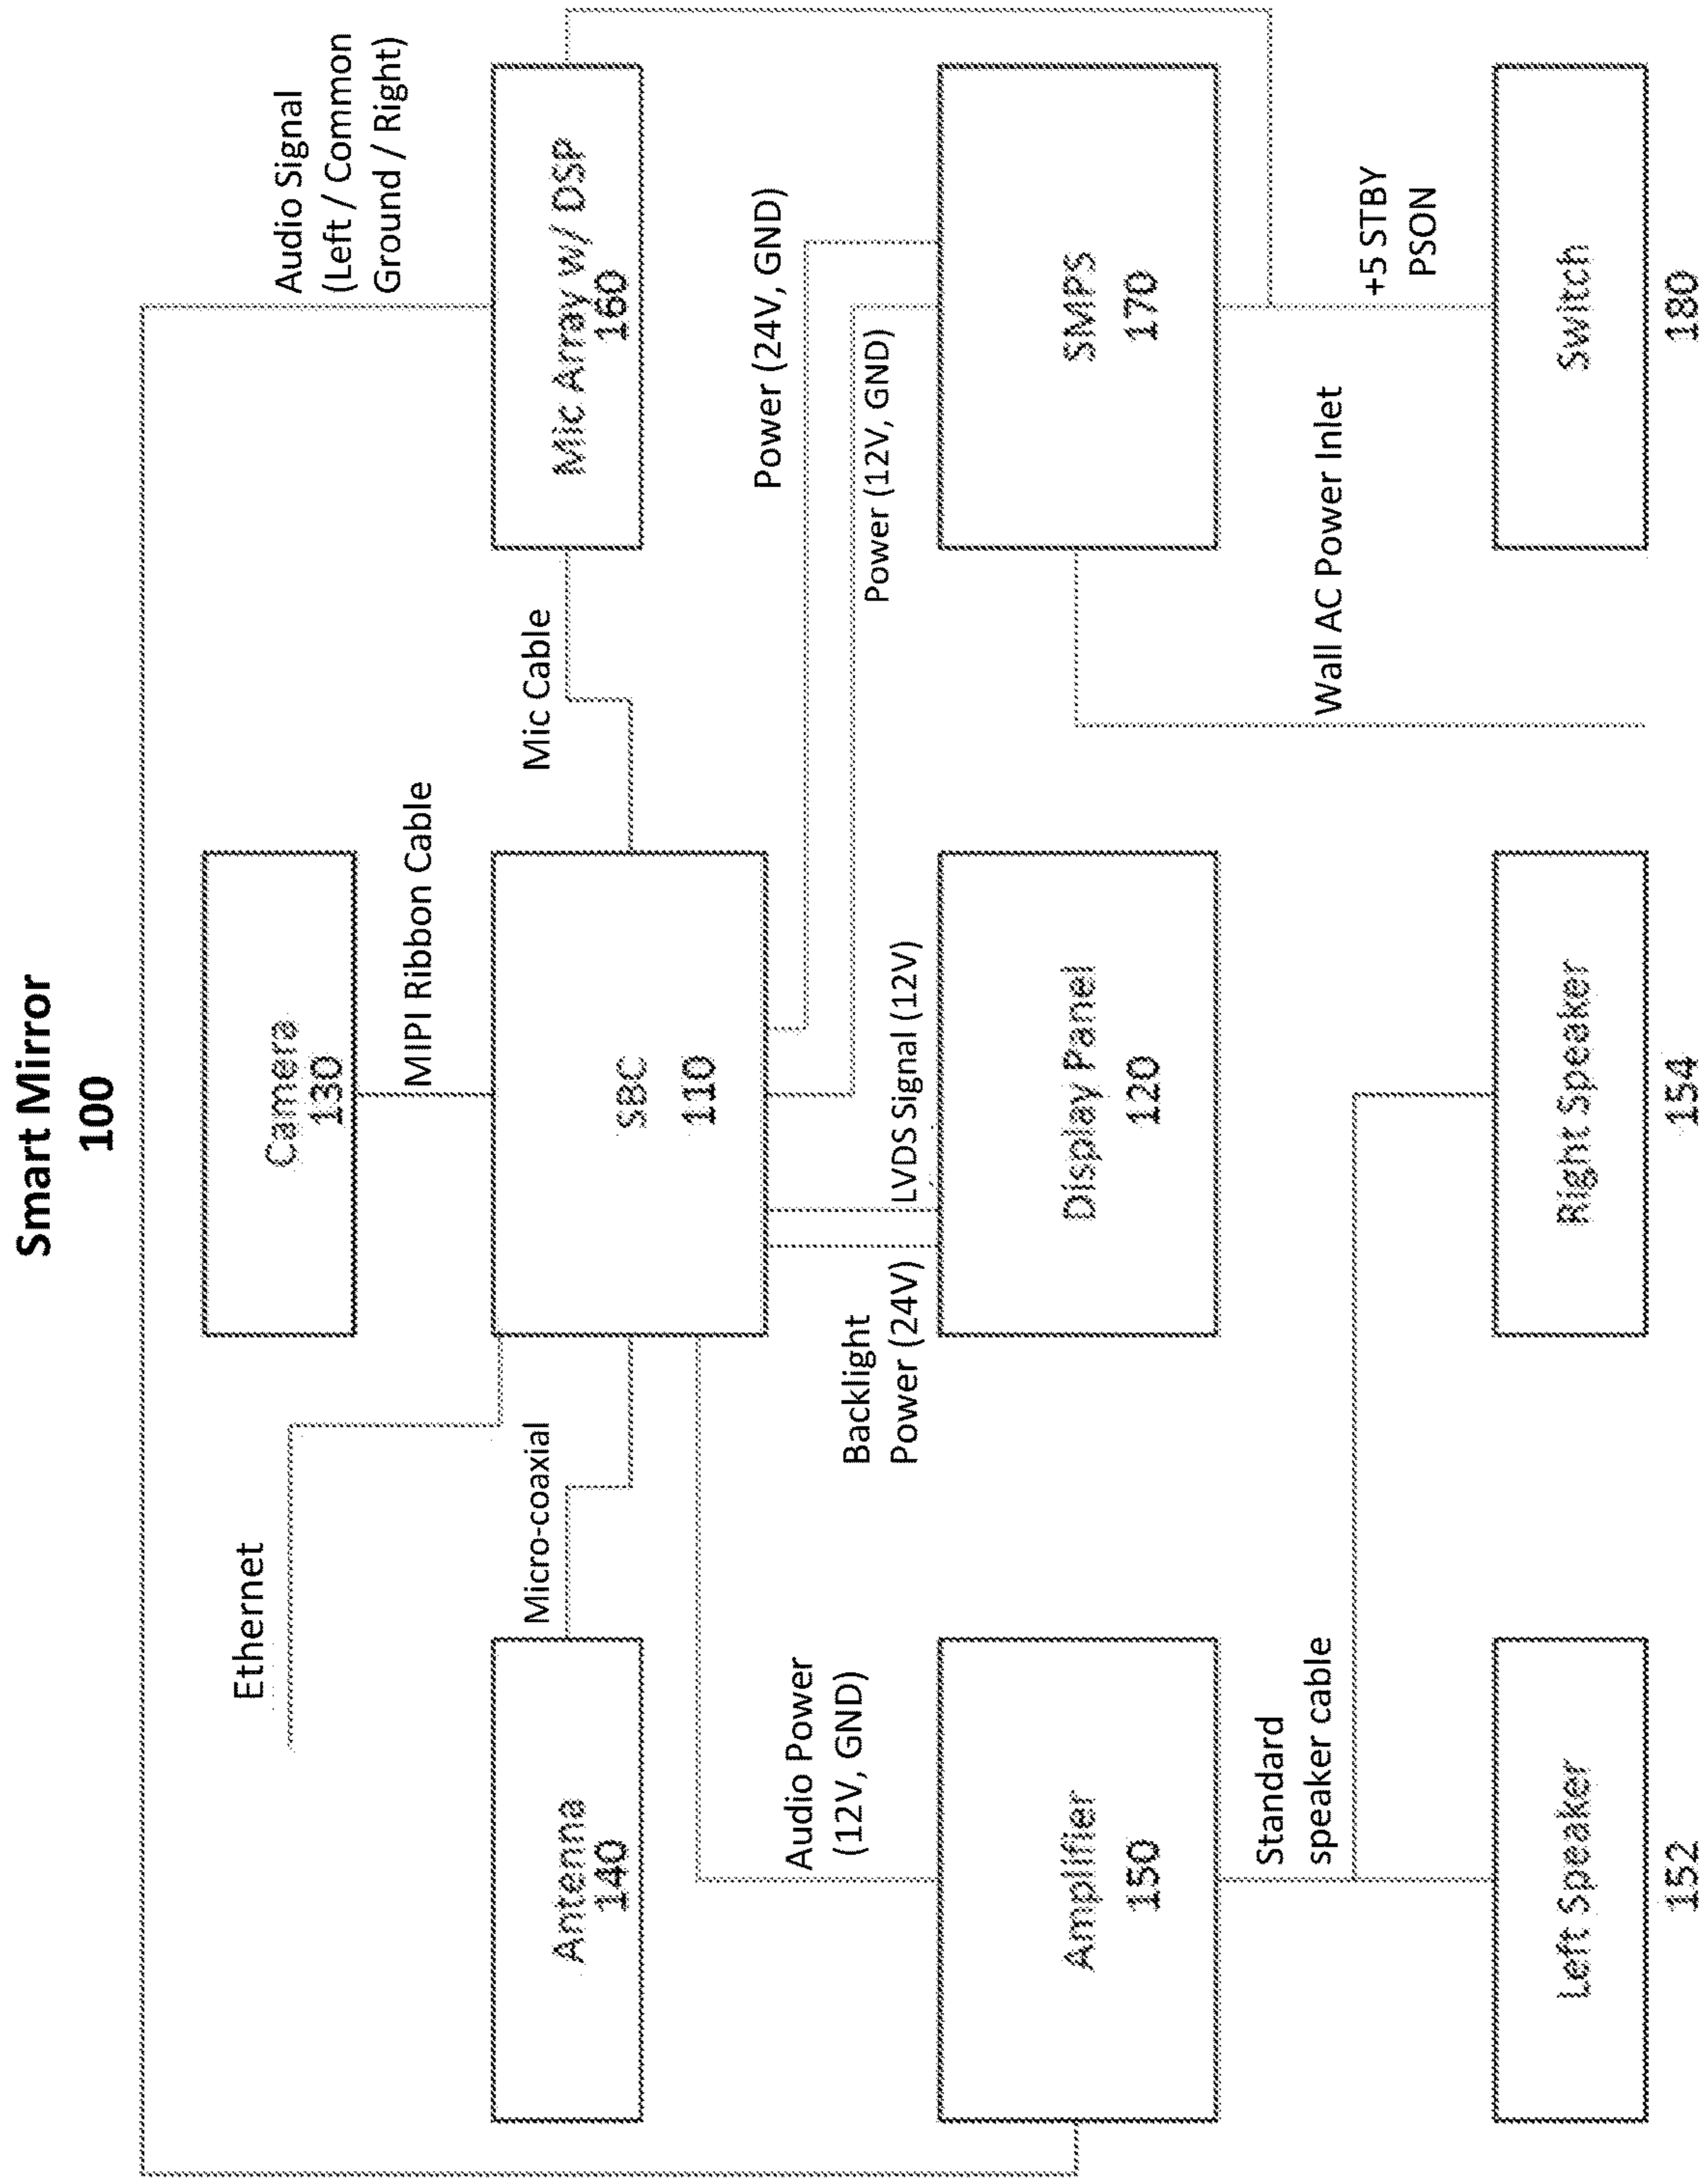 Smart Mirror
100
Audio Signal
(Left / Common
Ground / Right)
Ethernet
Camera
130
MIPI Ribbon Cable
Antenna
140
Micro-coaxial
SBC
110
Mic Cable
Mic Array w/ DSP
160
Audio Power
(12V, GND)
Backlight
Power (24V)
LVDS Signal (12V)
Power (24V, GND)
Power (12V, GND)
Amplifier
150
Display Panel
120
SMPS
170
Standard
speaker cable
Wall AC Power Inlet
+5 STBY
PSON
Left Speaker
152
Right Speaker
154
Switch
180